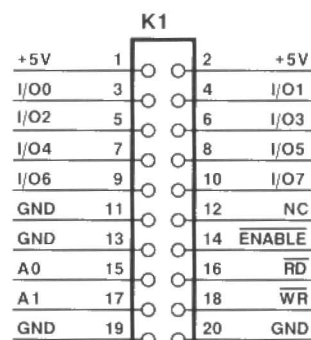 K1
+5V 1 2 +5V
I/O0 3 4 I/O1
I/O2 5 6 I/O3
I/O4 7 8 I/O5
I/O6 9 10 I/O7
GND 11 12 NC
GND 13 14 ENABLE
A0 15 16 RD
A1 17 18 WR
GND 19 20 GND